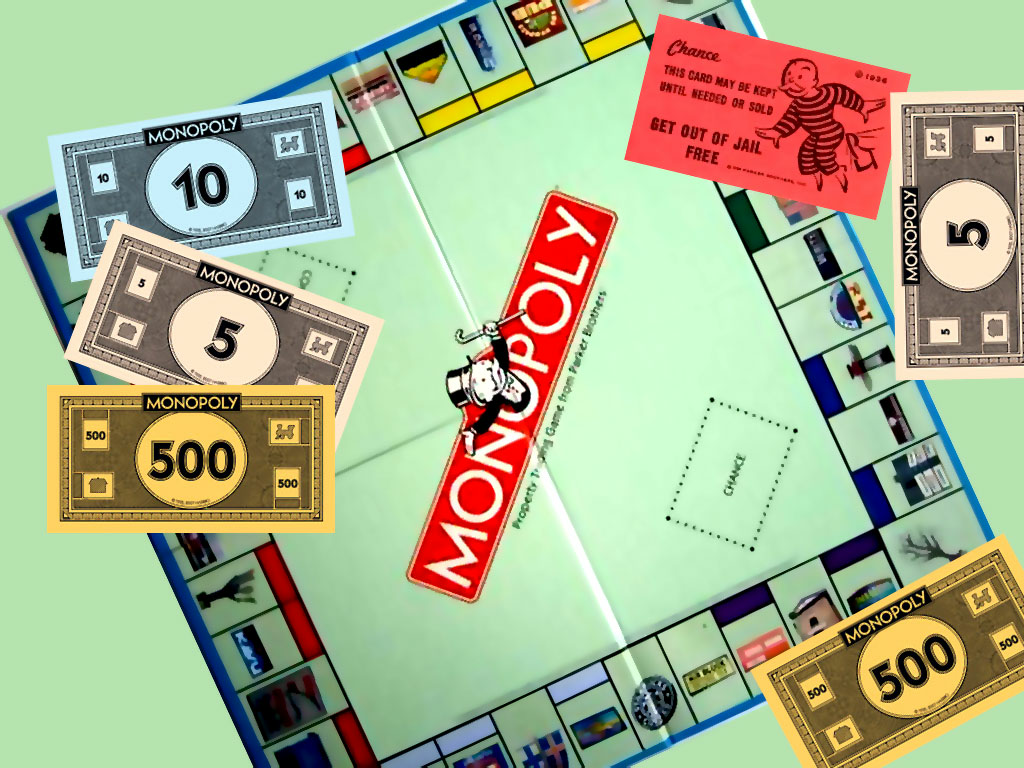 MONOPOLY
10
10
10
MONOPOLY
5
5
MONOPOLY
500
500
500
Chance
© 1936
THIS CARD MAY BE KEPT
UNTIL NEEDED OR SOLD
GET OUT OF JAIL
FREE
MONOPOLY
5
5
5
MONOPOLY
Game from Parker Brothers
CHANCE
MONOPOLY
500
500
500